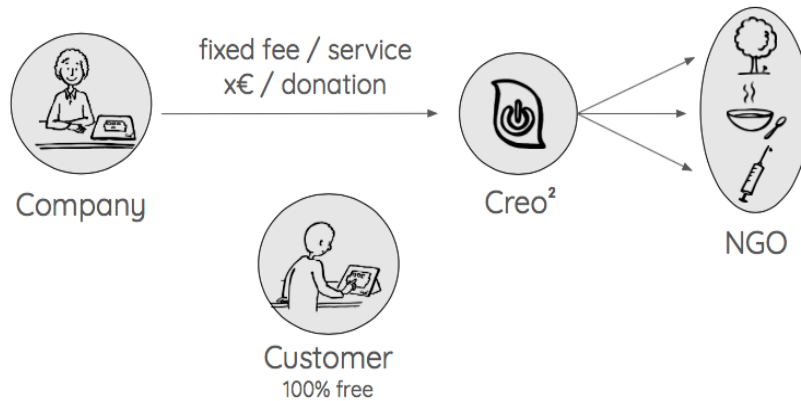 fixed fee / service
x€ / donation
Company
Creo²
NGO
Customer
100% free